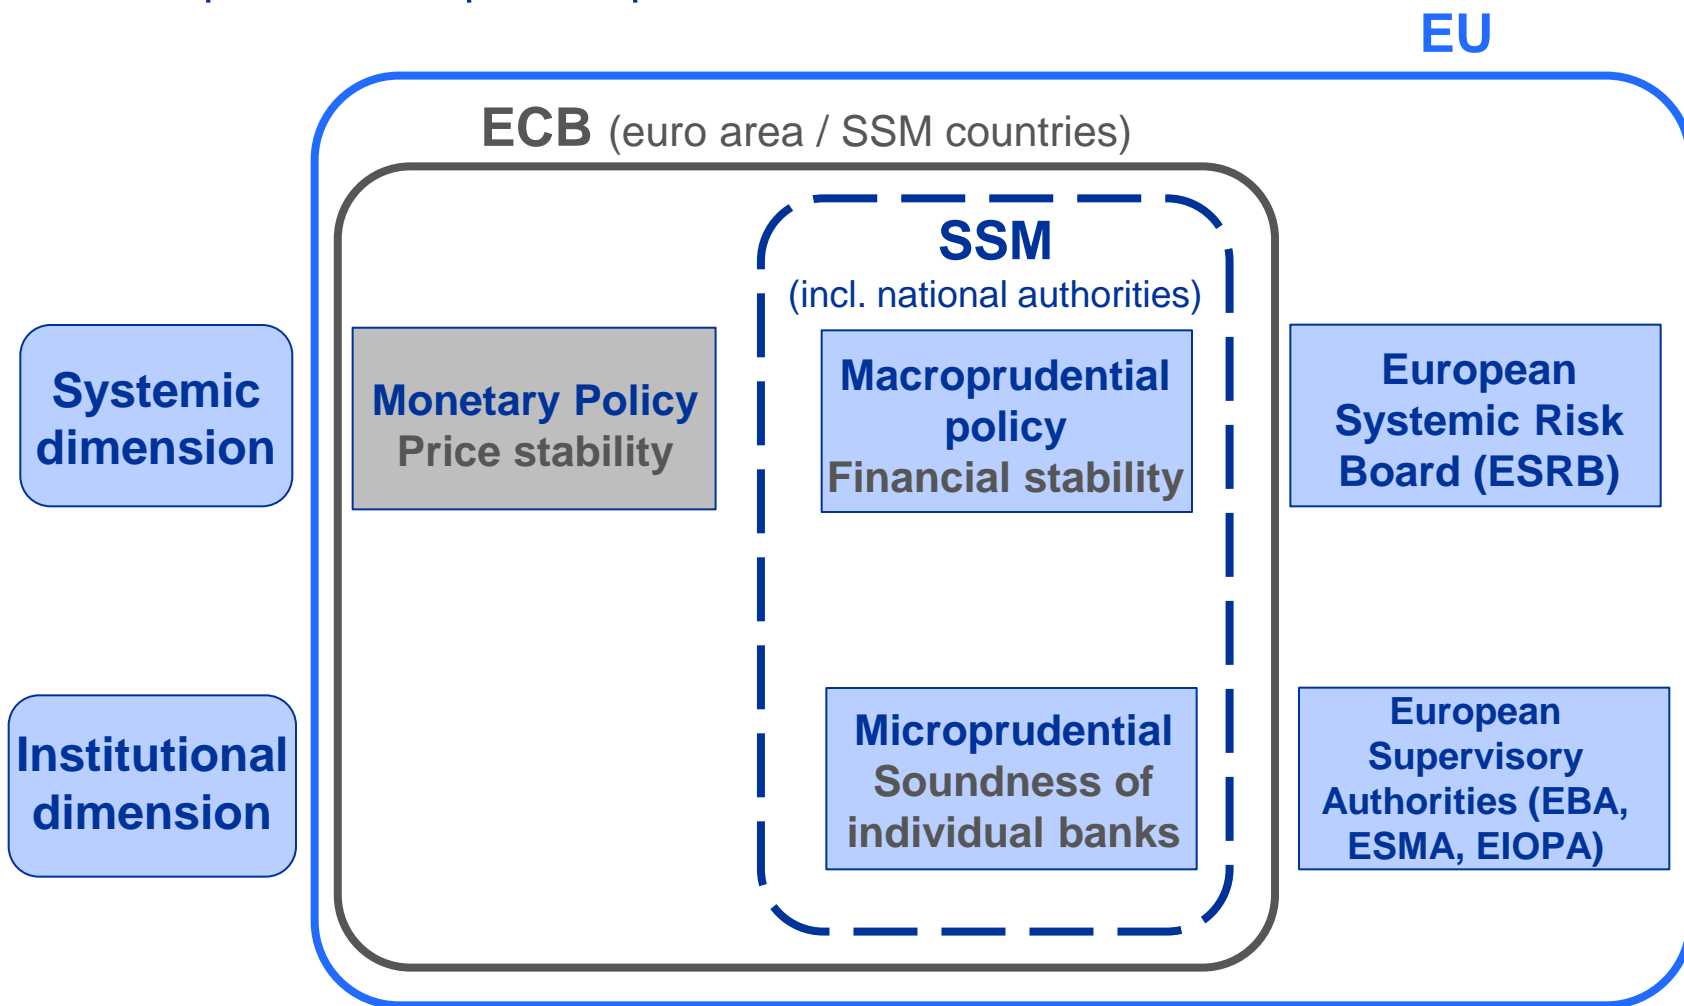 EU
ECB (euro area / SSM countries)
SSM
(incl. national authorities)
Systemic
dimension
Monetary Policy
Price stability
Macroprudential
policy
Financial stability
European
Systemic Risk
Board (ESRB)
Institutional
dimension
Microprudential
Soundness of
individual banks
European
Supervisory
Authorities (EBA,
ESMA, EIOPA)